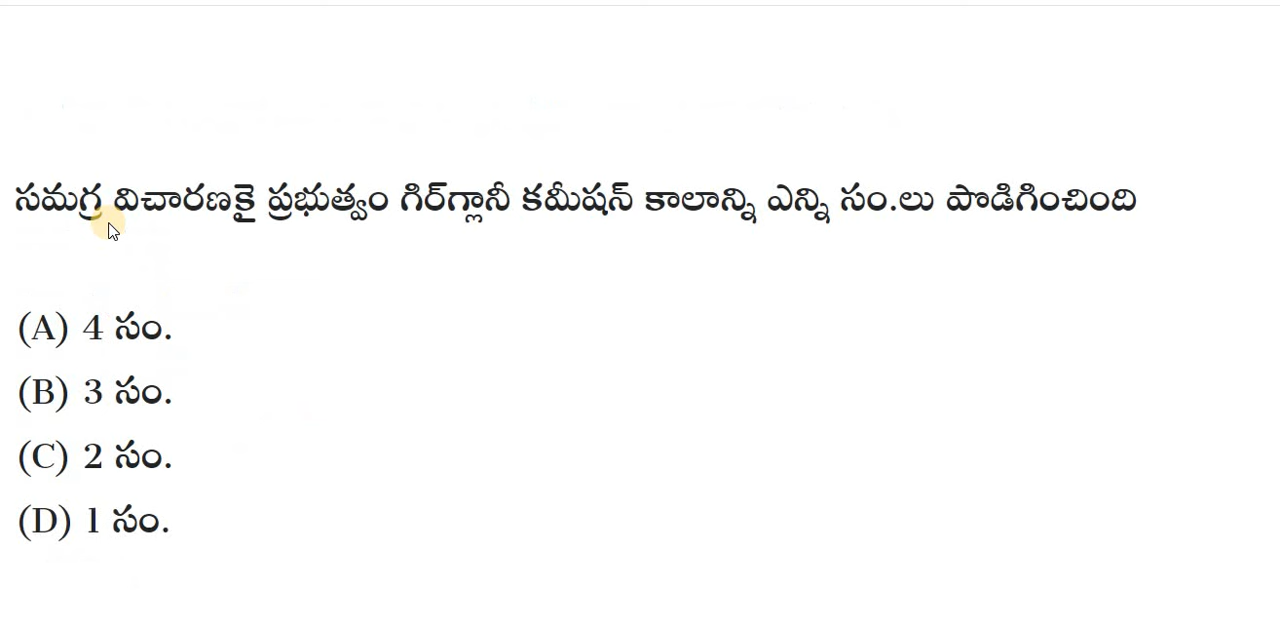 సమగ్ర విచారణకై ప్రభుత్వం గిర్‌గ్లానీ కమీషన్ కాలాన్ని ఎన్ని సం.లు పొడిగించింది
(A) 4 సం.
(B) 3 సం.
(C) 2 సం.
(D) 1 సం.